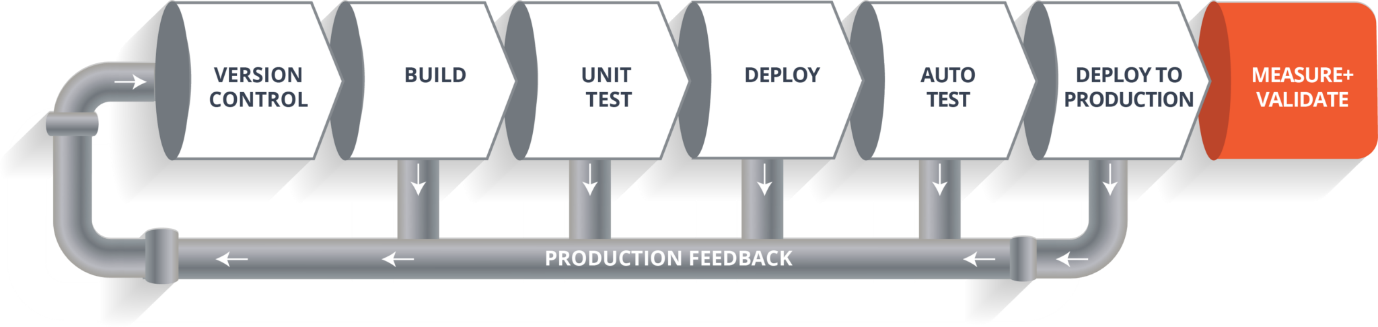 VERSION
CONTROL
BUILD
UNIT
TEST
DEPLOY
AUTO
TEST
DEPLOY TO
PRODUCTION
MEASURE+
VALIDATE
PRODUCTION FEEDBACK